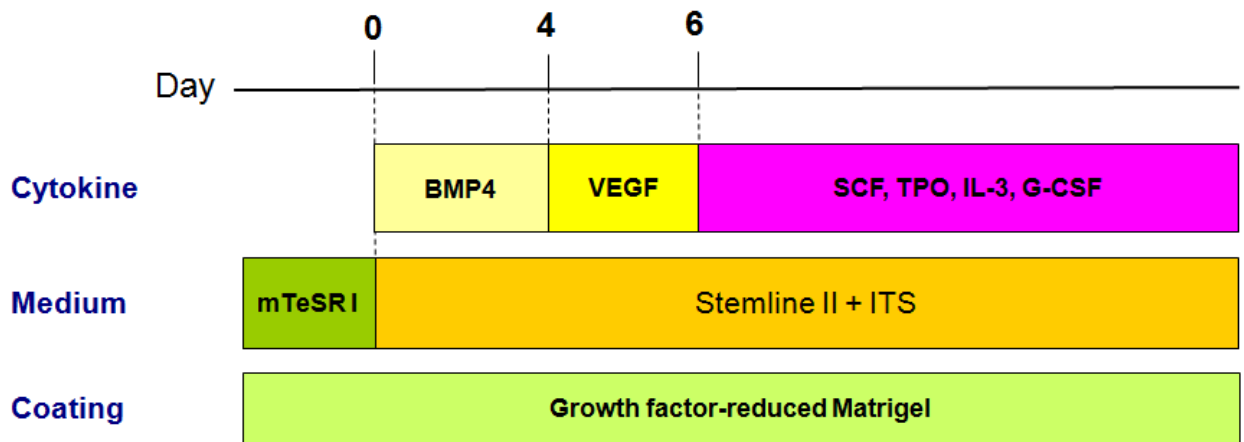 0 4 6
Day
Cytokine BMP4 VEGF SCF, TPO, IL-3, G-CSF
Medium mTeSR I Stemline II + ITS
Coating Growth factor-reduced Matrigel